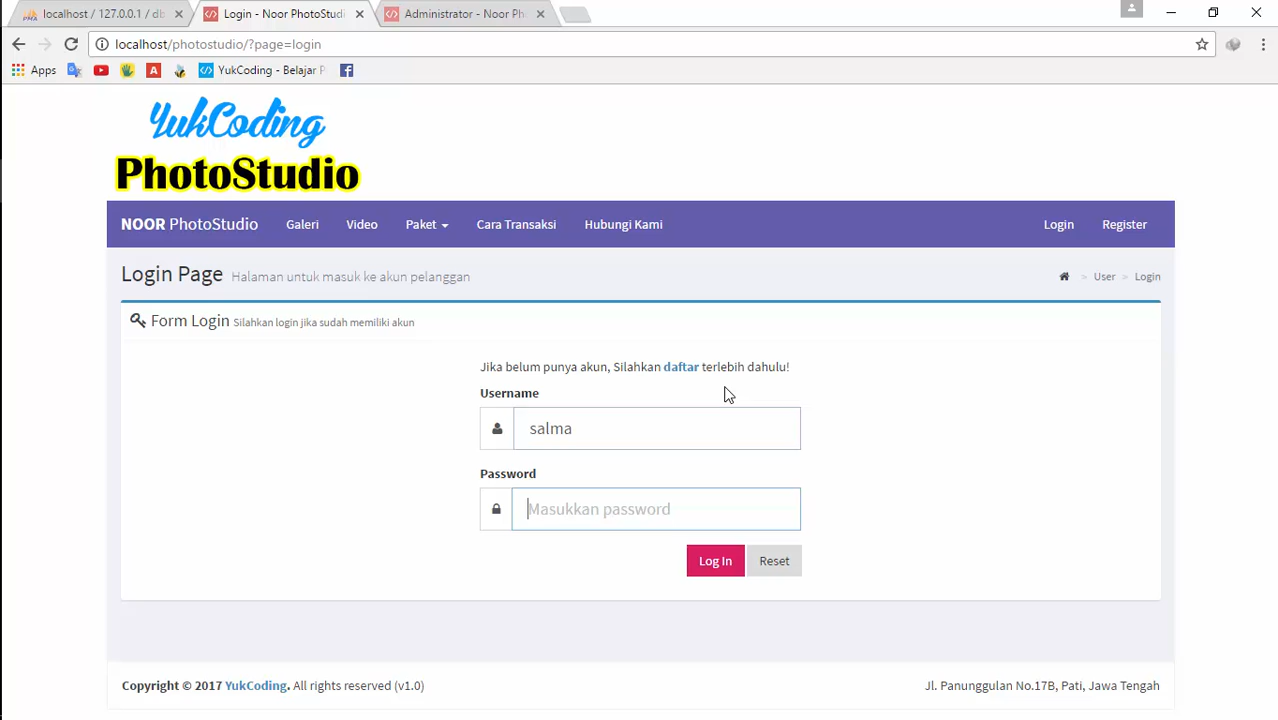 localhost / 127.0.0.1 / db
Login - Noor PhotoStudi
Administrator - Noor Ph
localhost/photostudio/?page=login
Apps
YukCoding - Belajar P
YukCoding
PhotoStudio
NOOR PhotoStudio Galeri Video Paket Cara Transaksi Hubungi Kami Login Register
Login Page Halaman untuk masuk ke akun pelanggan > User > Login
Form Login Silahkan login jika sudah memiliki akun
Jika belum punya akun, Silahkan daftar terlebih dahulu!
Username
salma
Password
Masukkan password
Log In Reset
Copyright © 2017 YukCoding. All rights reserved (v1.0) Jl. Panunggulan No.17B, Pati, Jawa Tengah